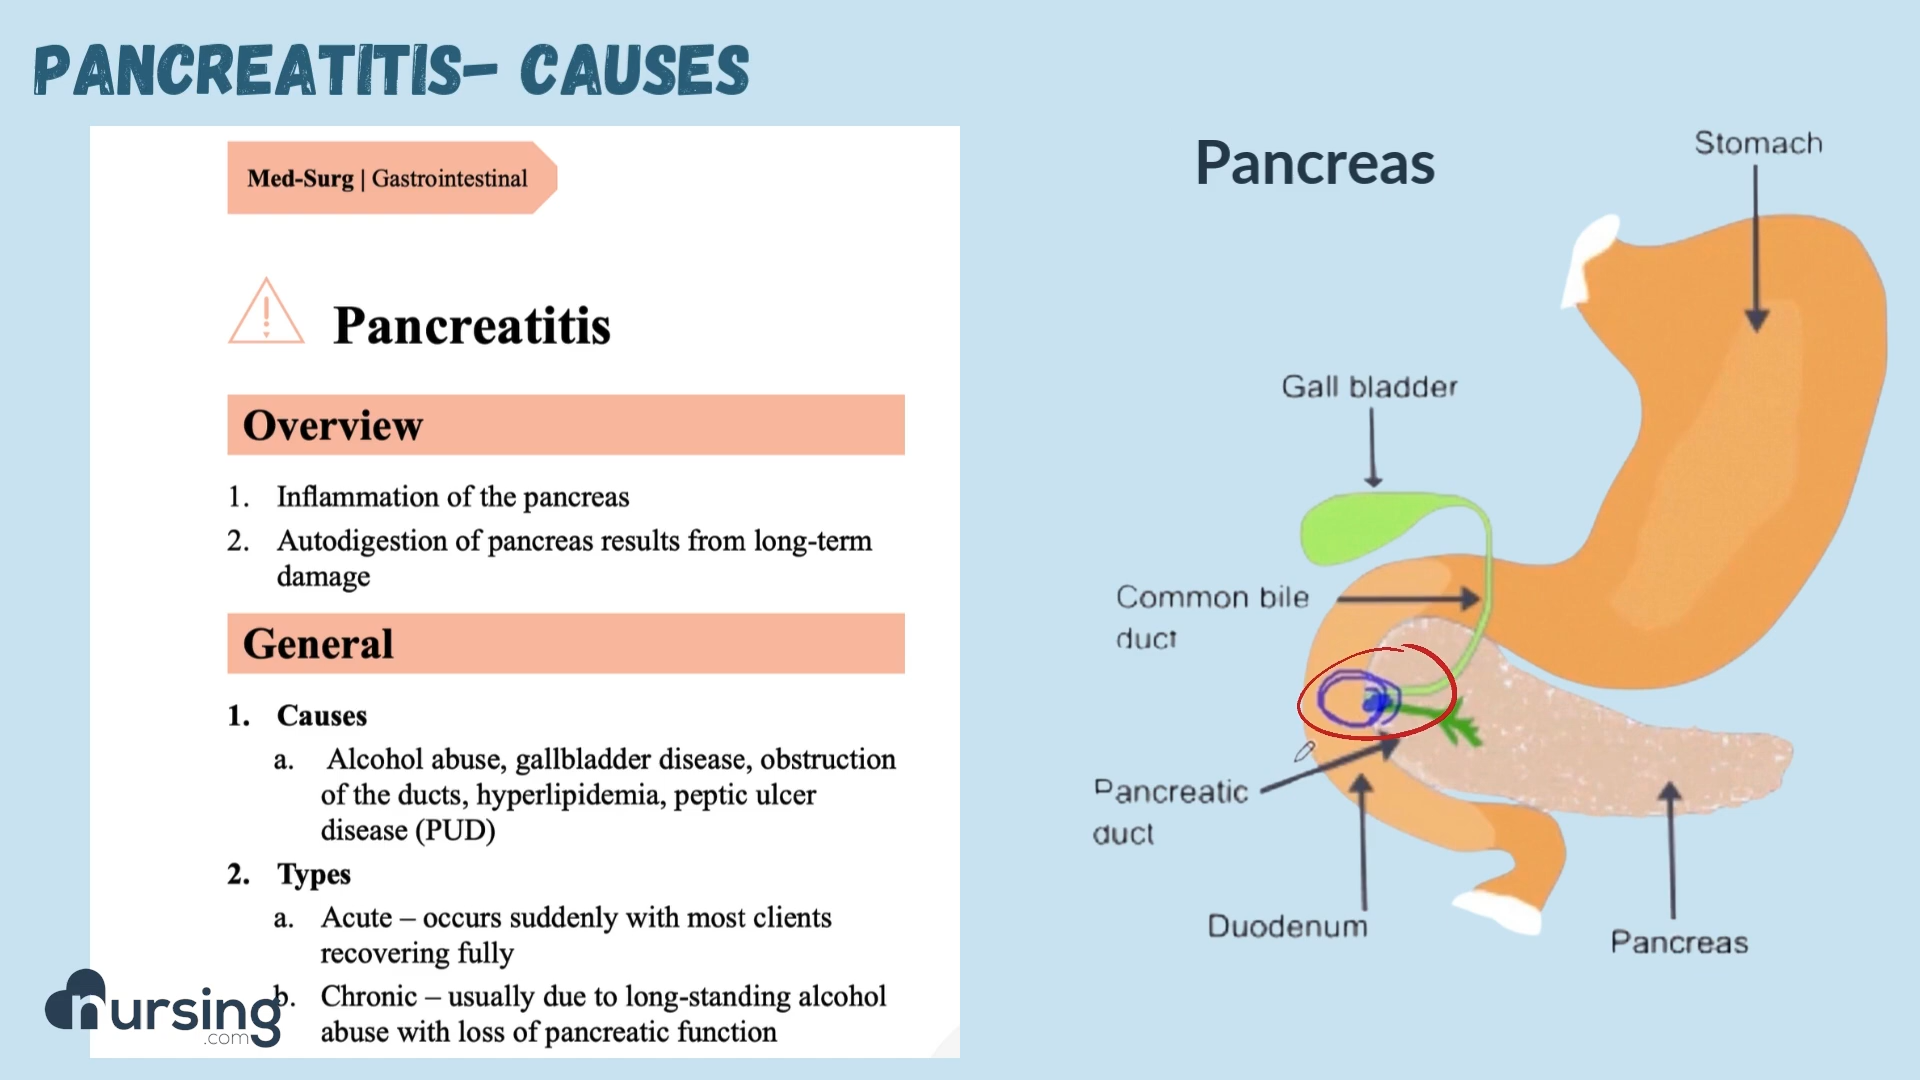 PANCREATITIS- CAUSES
Med-Surg | Gastrointestinal
Pancreatitis
Overview
1. Inflammation of the pancreas
2. Autodigestion of pancreas results from long-term
damage
General
1. Causes
a. Alcohol abuse, gallbladder disease, obstruction
of the ducts, hyperlipidemia, peptic ulcer
disease (PUD)
2. Types
a. Acute – occurs suddenly with most clients
recovering fully
b. Chronic – usually due to long-standing alcohol
abuse with loss of pancreatic function
nursing
.com
Pancreas
Stomach
Gall bladder
Common bile
duct
Pancreatic
duct
Duodenum
Pancreas